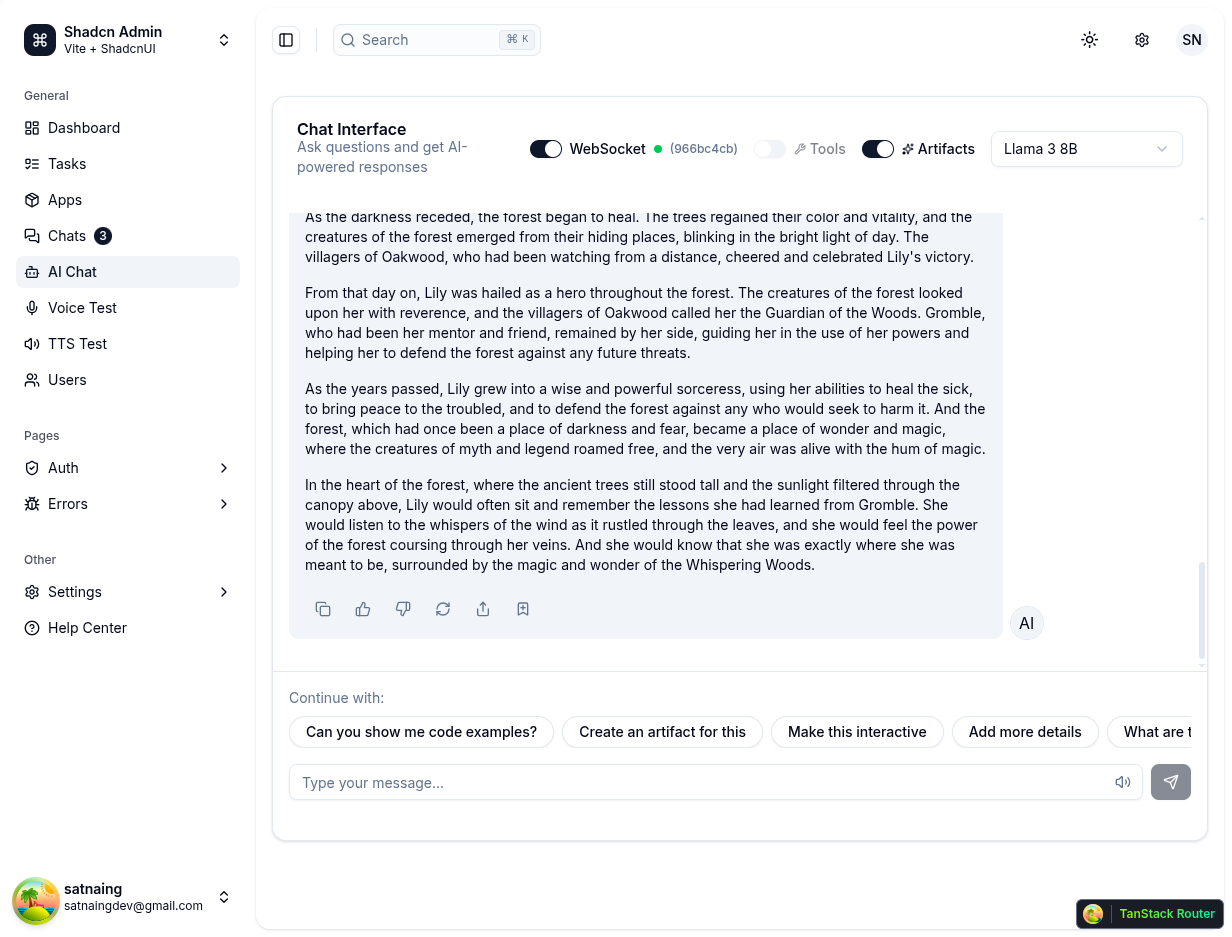 Shadcn Admin
Vite + ShadcnUI
General
Dashboard
Tasks
Apps
Chats 3
AI Chat
Voice Test
TTS Test
Users
Pages
Auth
Errors
Other
Settings
Help Center
satnaing
satnaingdev@gmail.com
Search ⌘ K
SN
Chat Interface
Ask questions and get AI-
powered responses
WebSocket (966bc4cb) Tools Artifacts Llama 3 8B
As the darkness receded, the forest began to heal. The trees regained their color and vitality, and the
creatures of the forest emerged from their hiding places, blinking in the bright light of day. The
villagers of Oakwood, who had been watching from a distance, cheered and celebrated Lily's victory.
From that day on, Lily was hailed as a hero throughout the forest. The creatures of the forest looked
upon her with reverence, and the villagers of Oakwood called her the Guardian of the Woods. Gromble,
who had been her mentor and friend, remained by her side, guiding her in the use of her powers and
helping her to defend the forest against any future threats.
As the years passed, Lily grew into a wise and powerful sorceress, using her abilities to heal the sick,
to bring peace to the troubled, and to defend the forest against any who would seek to harm it. And the
forest, which had once been a place of darkness and fear, became a place of wonder and magic,
where the creatures of myth and legend roamed free, and the very air was alive with the hum of magic.
In the heart of the forest, where the ancient trees still stood tall and the sunlight filtered through the
canopy above, Lily would often sit and remember the lessons she had learned from Gromble. She
would listen to the whispers of the wind as it rustled through the leaves, and she would feel the power
of the forest coursing through her veins. And she would know that she was exactly where she was
meant to be, surrounded by the magic and wonder of the Whispering Woods.
AI
Continue with:
Can you show me code examples? Create an artifact for this Make this interactive Add more details What are t
Type your message...
TanStack Router